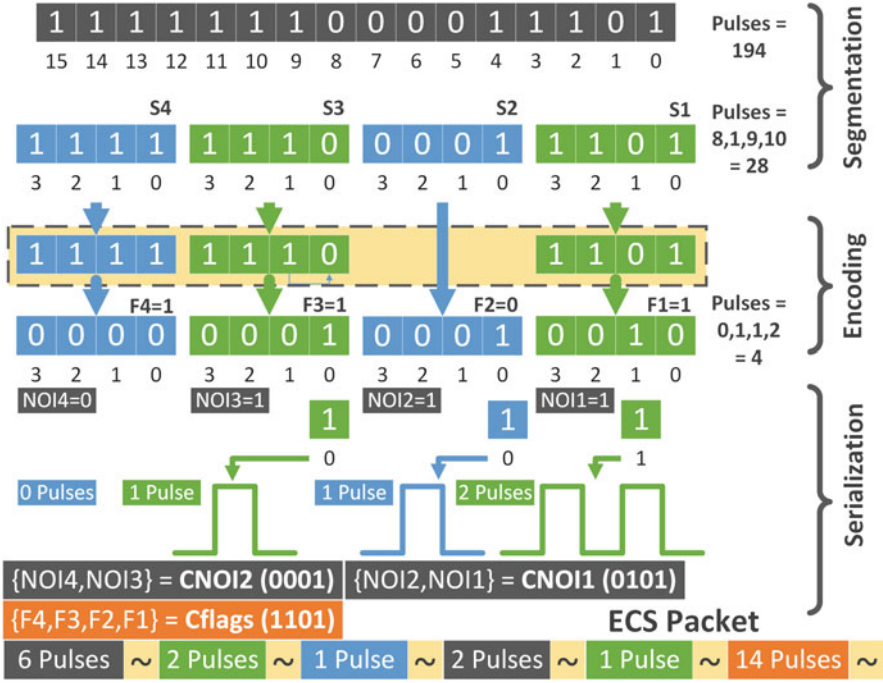 1 1 1 1 1 1 1 0 0 0 0 1 1 1 0 1
15 14 13 12 11 10 9 8 7 6 5 4 3 2 1 0
Pulses =
194
Segmentation
S4 S3 S2 S1
1 1 1 1 1 1 1 0 0 0 0 1 1 1 0 1
3 2 1 0 3 2 1 0 3 2 1 0 3 2 1 0
Pulses =
8,1,9,10
= 28
1 1 1 1 1 1 1 0 1 1 0 1
Encoding
F4=1 F3=1 F2=0 F1=1
0 0 0 0 0 0 0 1 0 0 0 1 0 0 1 0
3 2 1 0 3 2 1 0 3 2 1 0 3 2 1 0
Pulses =
0,1,1,2
= 4
NOI4=0 NOI3=1 NOI2=1 NOI1=1
1 1 1
0 0 1
0 Pulses 1 Pulse 1 Pulse 2 Pulses
Serialization
{NOI4,NOI3} = CNOI2 (0001) {NOI2,NOI1} = CNOI1 (0101)
{F4,F3,F2,F1} = Cflags (1101)
ECS Packet
6 Pulses ~ 2 Pulses ~ 1 Pulse ~ 2 Pulses ~ 1 Pulse ~ 14 Pulses ~